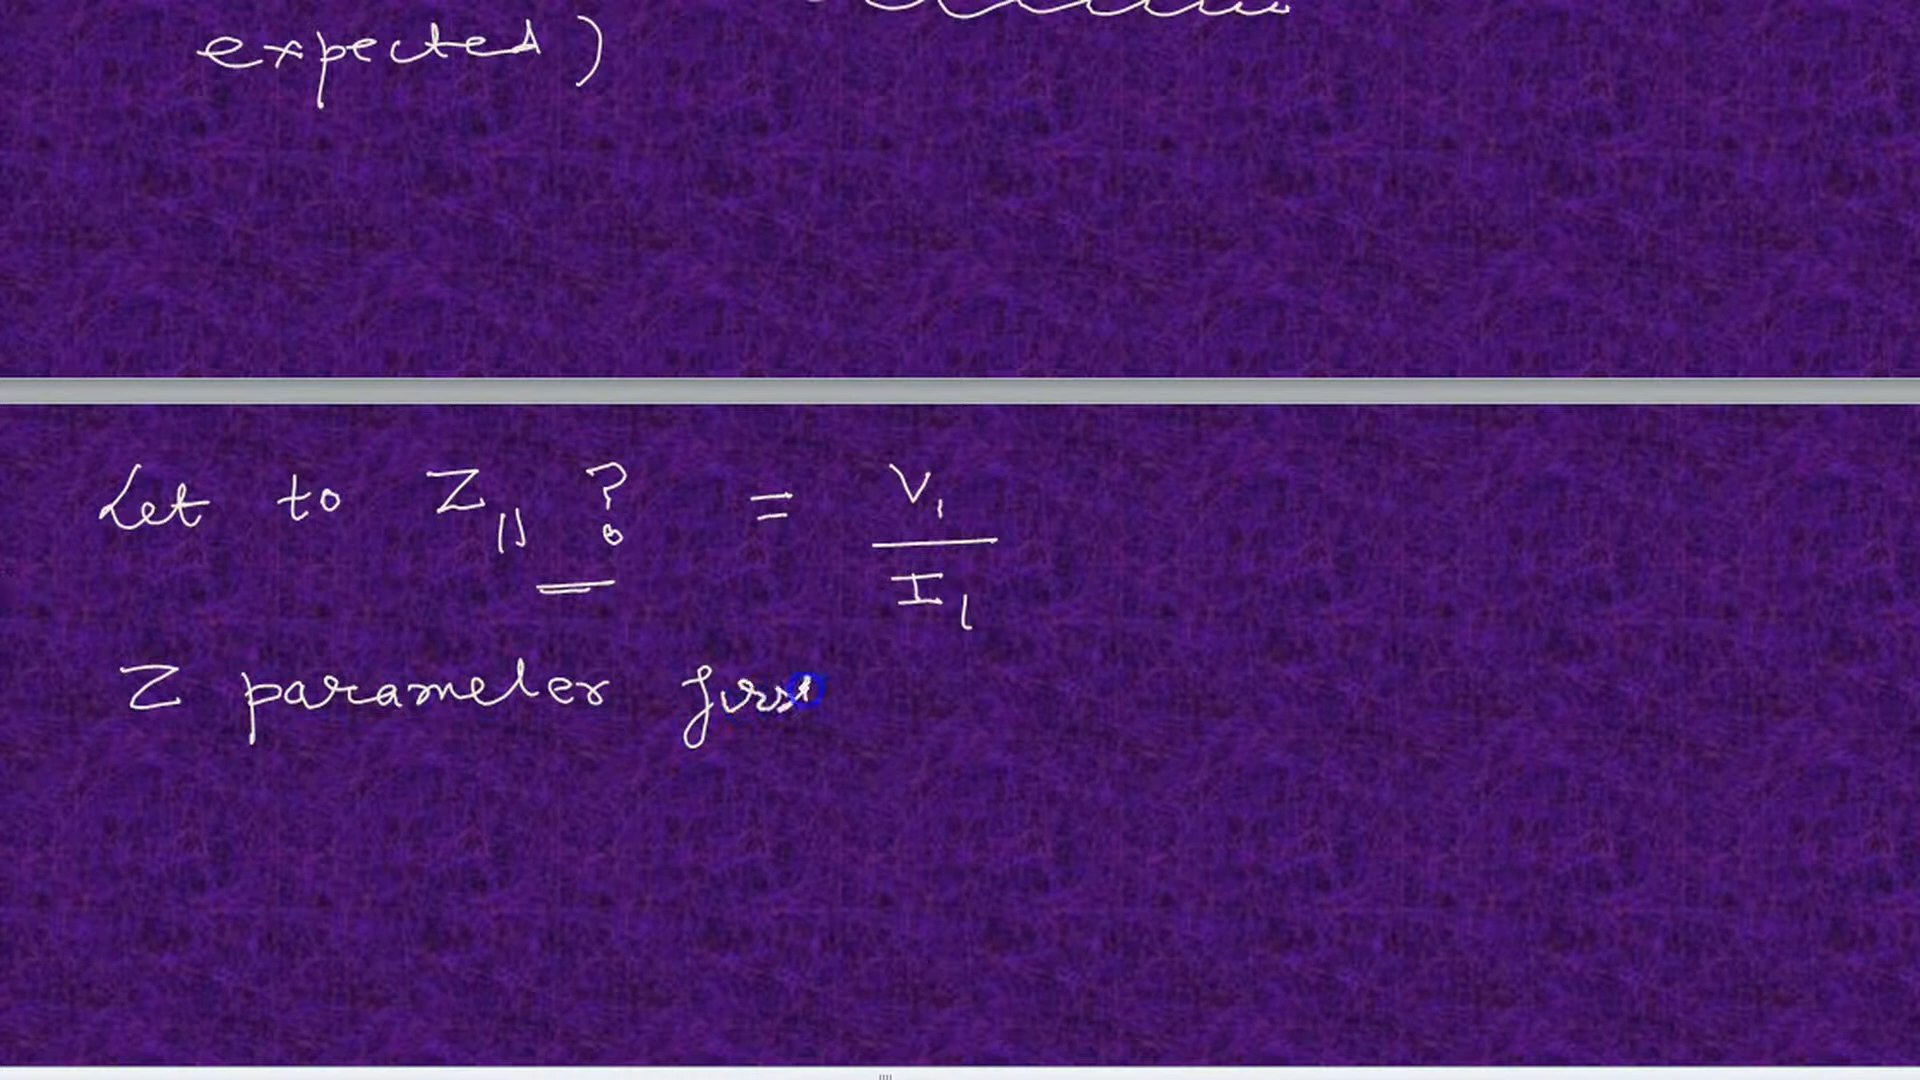 expected)
Let to Z11 ? = V1 / I1
Z parameter first